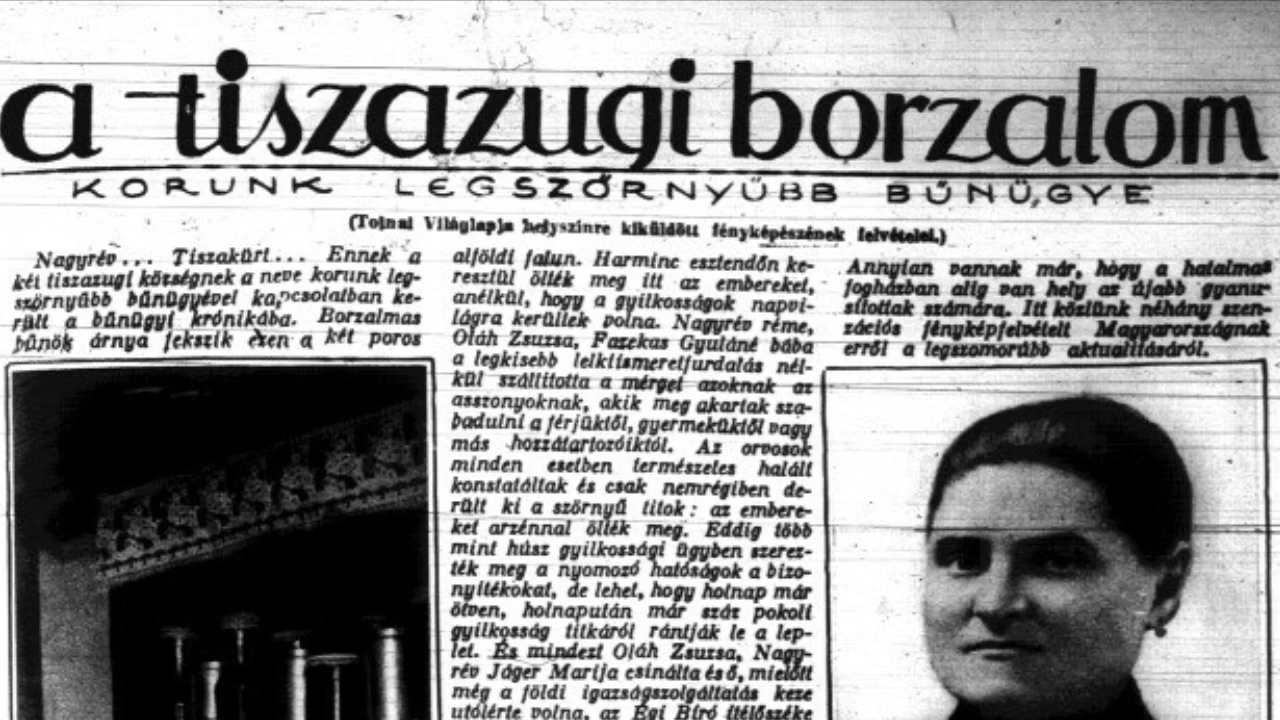 a tiszazugi borzalom
KORUNK LEGSZŐRNYŰBB BŰNÜGYE
(Tolnai Világlapja helyszinre kiküldött fényképészének felvételei.)
Nagyrév... Tiszakürt... Ennek a
két tiszazugi községnek a neve korunk leg-
szörnyűbb bűnügyével kapcsolatban ke-
rült a bűnügyi krónikába. Borzalmas
bűnök árnya fekszik ezen a két poros
alföldi falun. Harminc esztendőn ke-
resztül ölték meg itt az embereket,
anélkül, hogy a gyilkosságok napvi-
lágra kerültek volna. Nagyrév réme,
Oláh Zsuzsa, Fazekas Gyuláné bába
a legkisebb lelkiismeretfurdalás nél-
kül szállította a mérget azoknak az
asszonyoknak, akik meg akartak sza-
badulni a férjüktől, gyermeküktől vagy
más hozzátartozóiktól. Az orvosok
minden esetben természetes halált
konstatáltak és csak nemrégiben de-
rült ki a szörnyű titok: az embere-
ket arzénnal ölték meg. Eddig több
mint húsz gyilkossági ügyben szerez-
ték meg a nyomozó hatóságok a bizo-
nyítékokat, de lehet, hogy holnap már
ötven, holnapután már száz pokoli
gyilkosság titkáról rántják le a lep-
let. És mindezt Oláh Zsuzsa, Nagy-
rév Jáger Marija csinálta és ő, mielőtt
még a földi igazságszolgáltatás keze
utólérte volna, az Égi Biró itélőszéke
Annyian vannak már, hogy a hatalmas
fogházban alig van hely az újabb gyanu-
sítottak számára. Itt közlünk néhány szen-
zációs fényképfelvételt Magyarországnak
erről a legszomorúbb aktualitásáról.